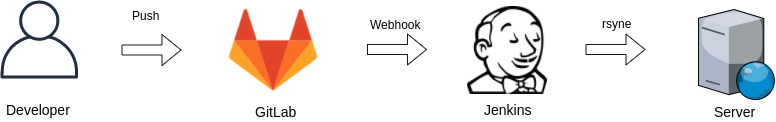 Push
Webhook
rsyne
Developer
GitLab
Jenkins
Server